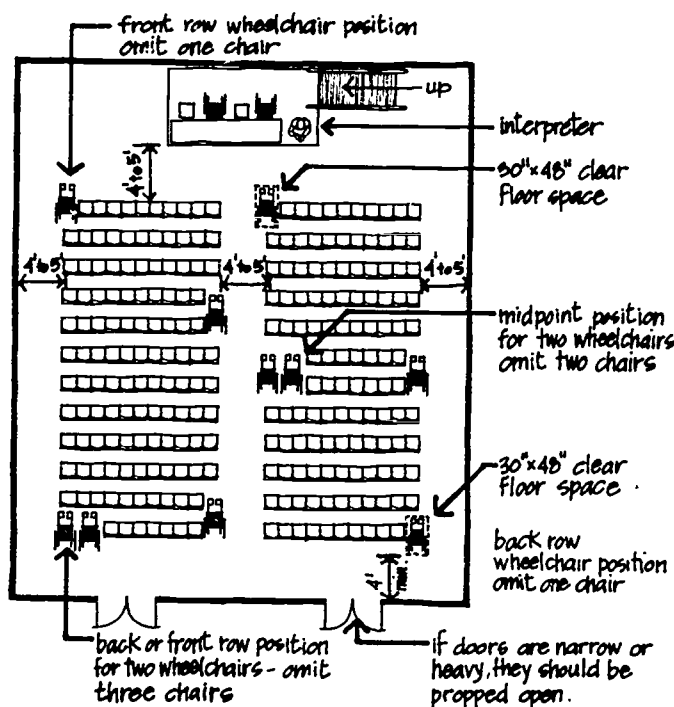 front row wheelchair position
omit one chair
up
interpreter
4' to 5'
30"x48" clear
floor space
4' to 5'
4' to 5'
4' to 5'
midpoint position
for two wheelchairs
omit two chairs
30"x48" clear
floor space.
back row
wheelchair position
omit one chair
4'
min.
back or front row position
for two wheelchairs - omit
three chairs
if doors are narrow or
heavy, they should be
propped open.